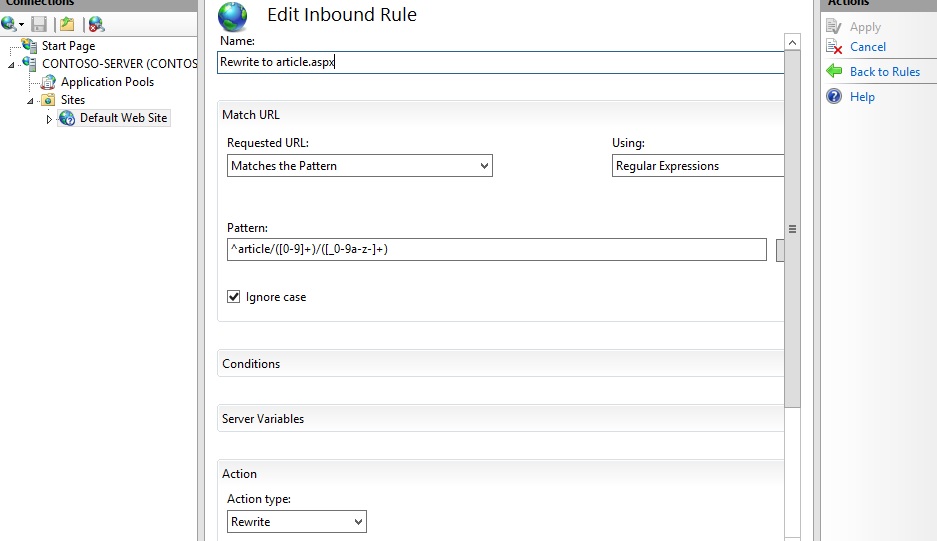 Connections
Start Page
CONTOSO-SERVER (CONTOS
Application Pools
Sites
Default Web Site
Edit Inbound Rule
Name:
Rewrite to article.aspx
Match URL
Requested URL:
Using:
Matches the Pattern
Regular Expressions
Pattern:
^article/([0-9]+)/([_0-9a-z-]+)
Ignore case
Conditions
Server Variables
Action
Action type:
Rewrite
Actions
Apply
Cancel
Back to Rules
Help